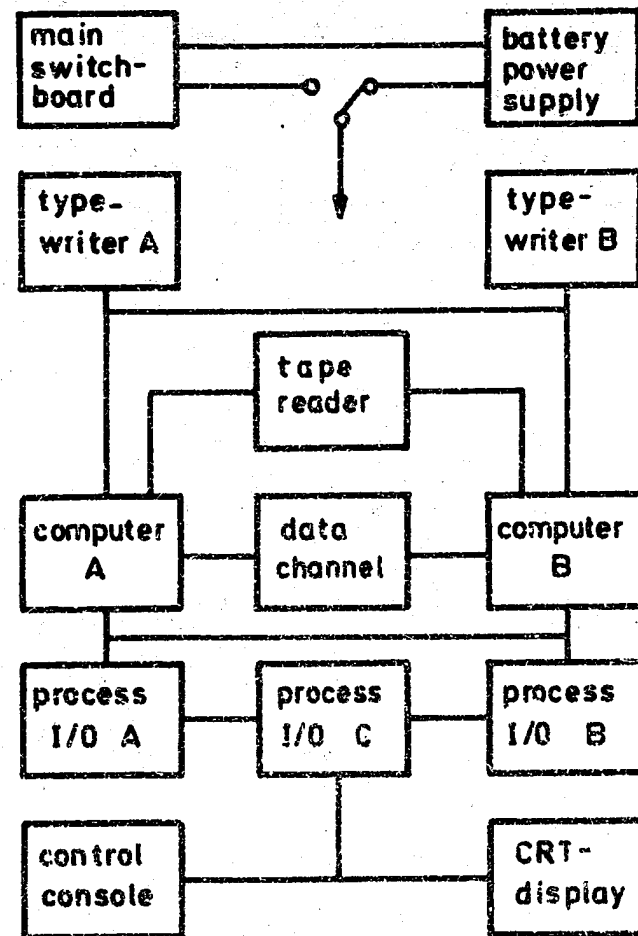 main
switch-
board
battery
power
supply
type-
writer A
type-
writer B
tape
reader
computer
A
data
channel
computer
B
process
I/O A
process
I/O C
process
I/O B
control
console
CRT-
display